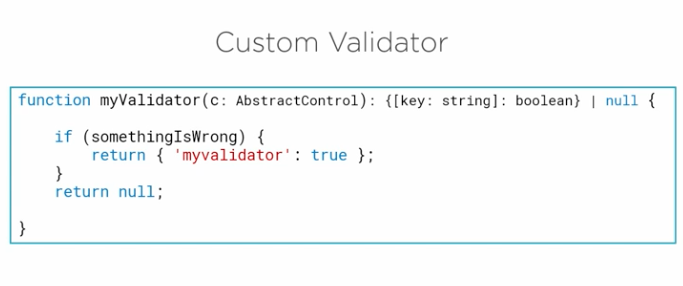 Custom Validator
function myValidator(c: AbstractControl): {[key: string]: boolean} | null {
if (somethingIsWrong) {
return { 'myvalidator': true };
}
return null;
}